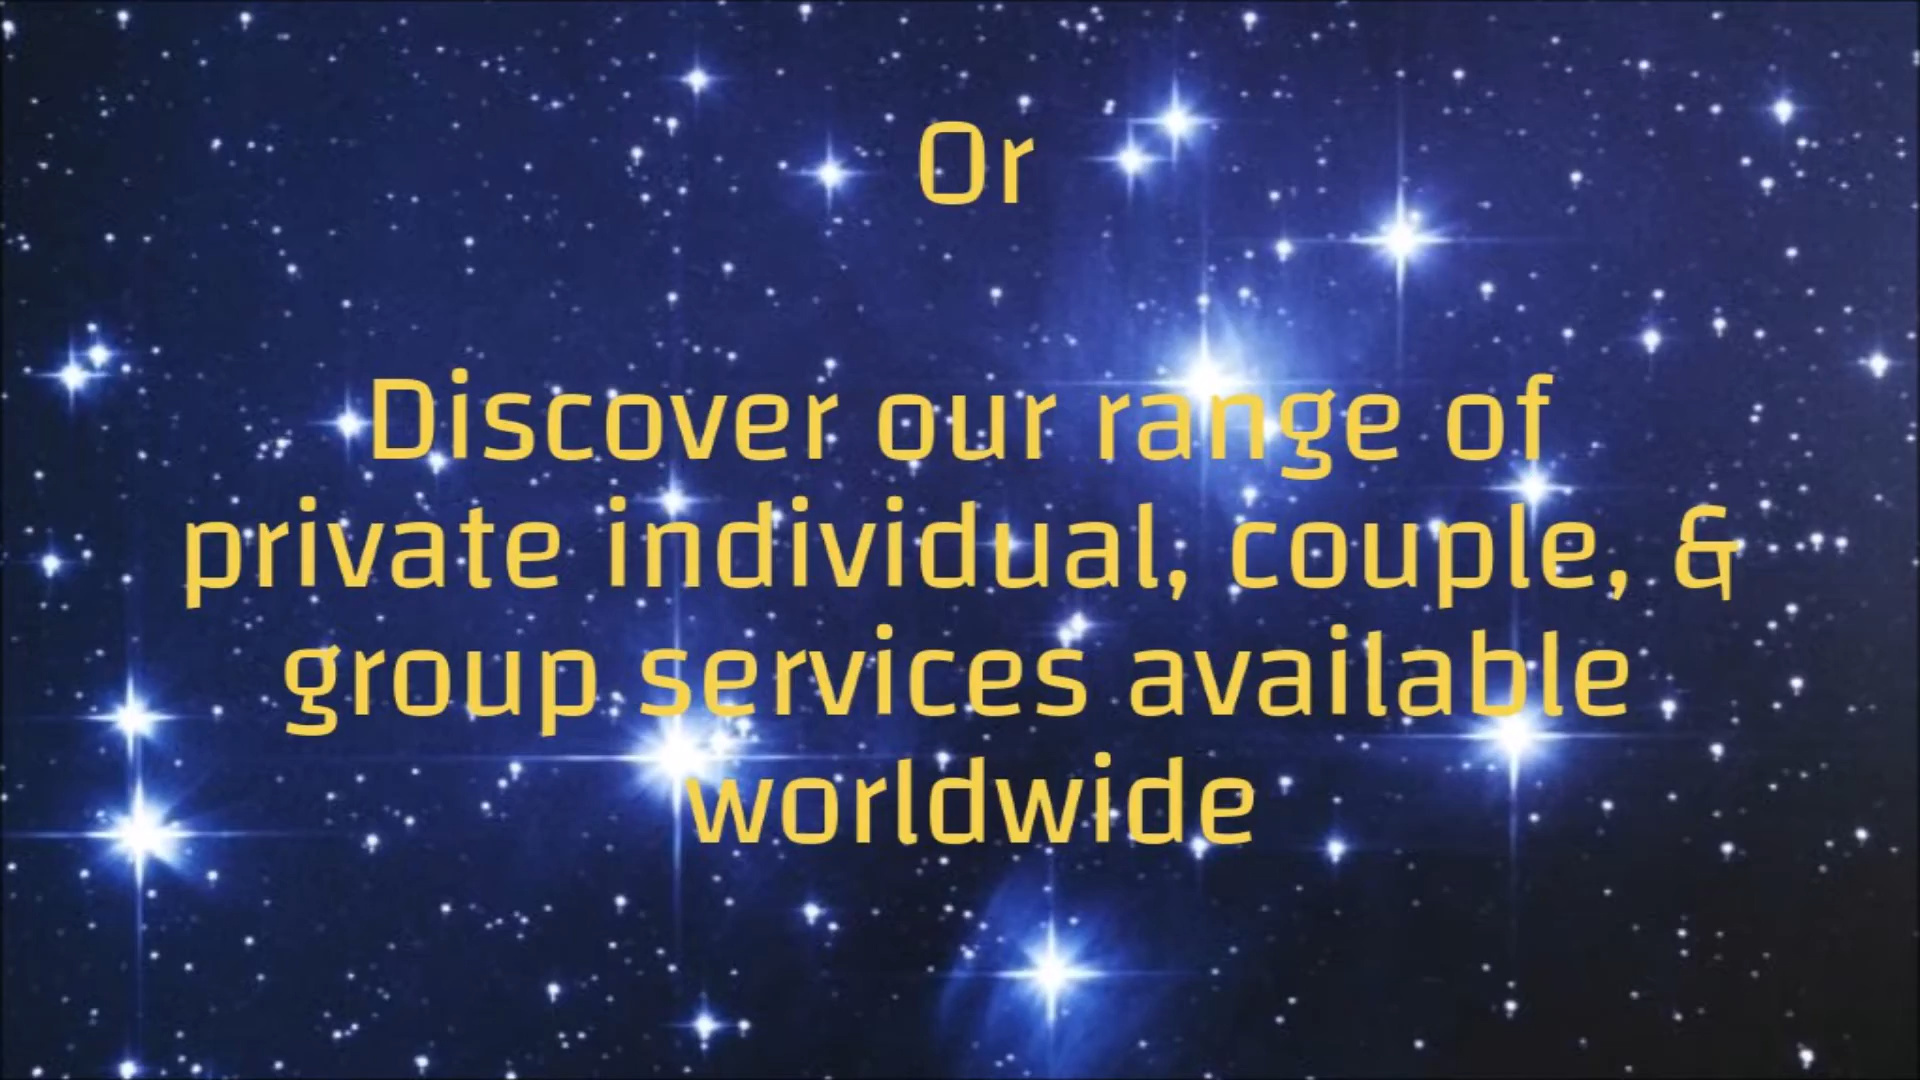 Or
Discover our range of
private individual, couple, &
group services available
worldwide